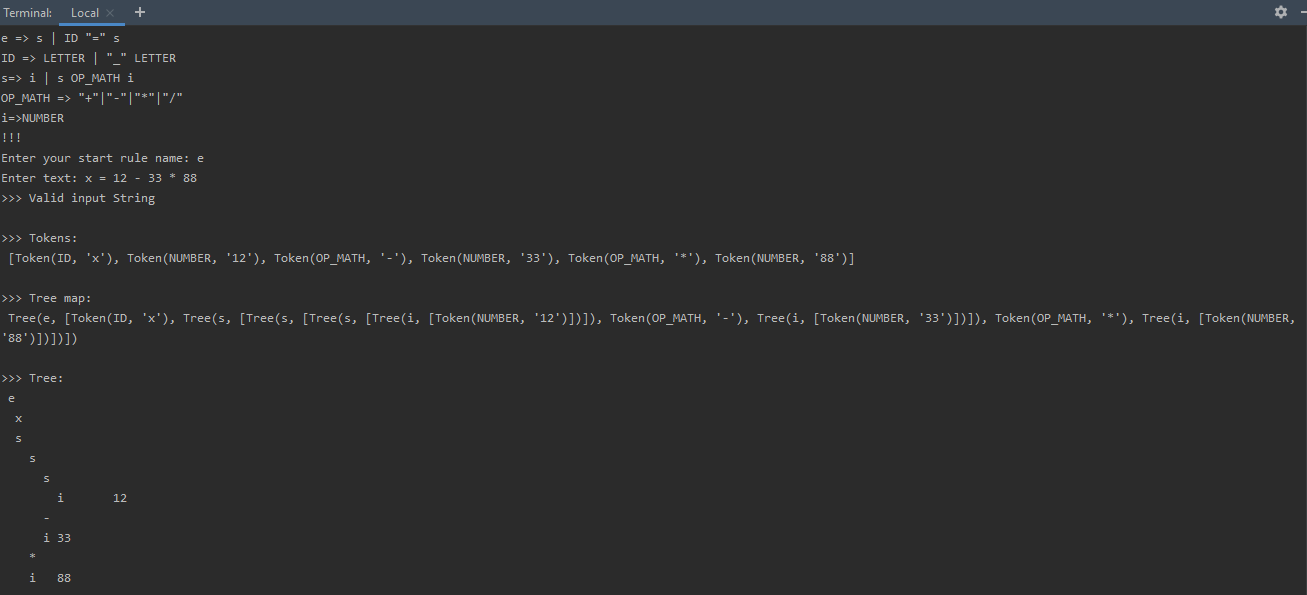 Terminal: Local × +
e => s | ID "=" s
ID => LETTER | "_" LETTER
s=> i | s OP_MATH i
OP_MATH => "+"|"-"|"*"|"/"
i=>NUMBER
!!!
Enter your start rule name: e
Enter text: x = 12 - 33 * 88
>>> Valid input String
>>> Tokens:
[Token(ID, 'x'), Token(NUMBER, '12'), Token(OP_MATH, '-'), Token(NUMBER, '33'), Token(OP_MATH, '*'), Token(NUMBER, '88')]
>>> Tree map:
Tree(e, [Token(ID, 'x'), Tree(s, [Tree(s, [Tree(s, [Tree(i, [Token(NUMBER, '12')])]), Token(OP_MATH, '-'), Tree(i, [Token(NUMBER, '33')])]), Token(OP_MATH, '*'), Tree(i, [Token(NUMBER,
'88')])])])
>>> Tree:
e
x
s
s
s
i 12
-
i 33
*
i 88